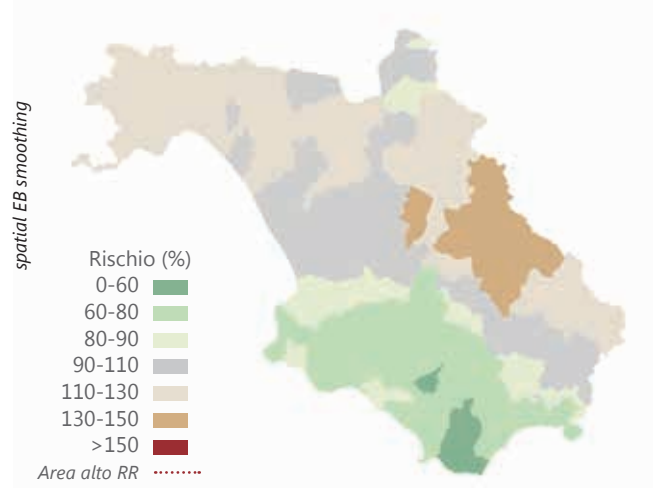 spatial EB smoothing
Rischio (%)
0-60
60-80
80-90
90-110
110-130
130-150
>150
Area alto RR